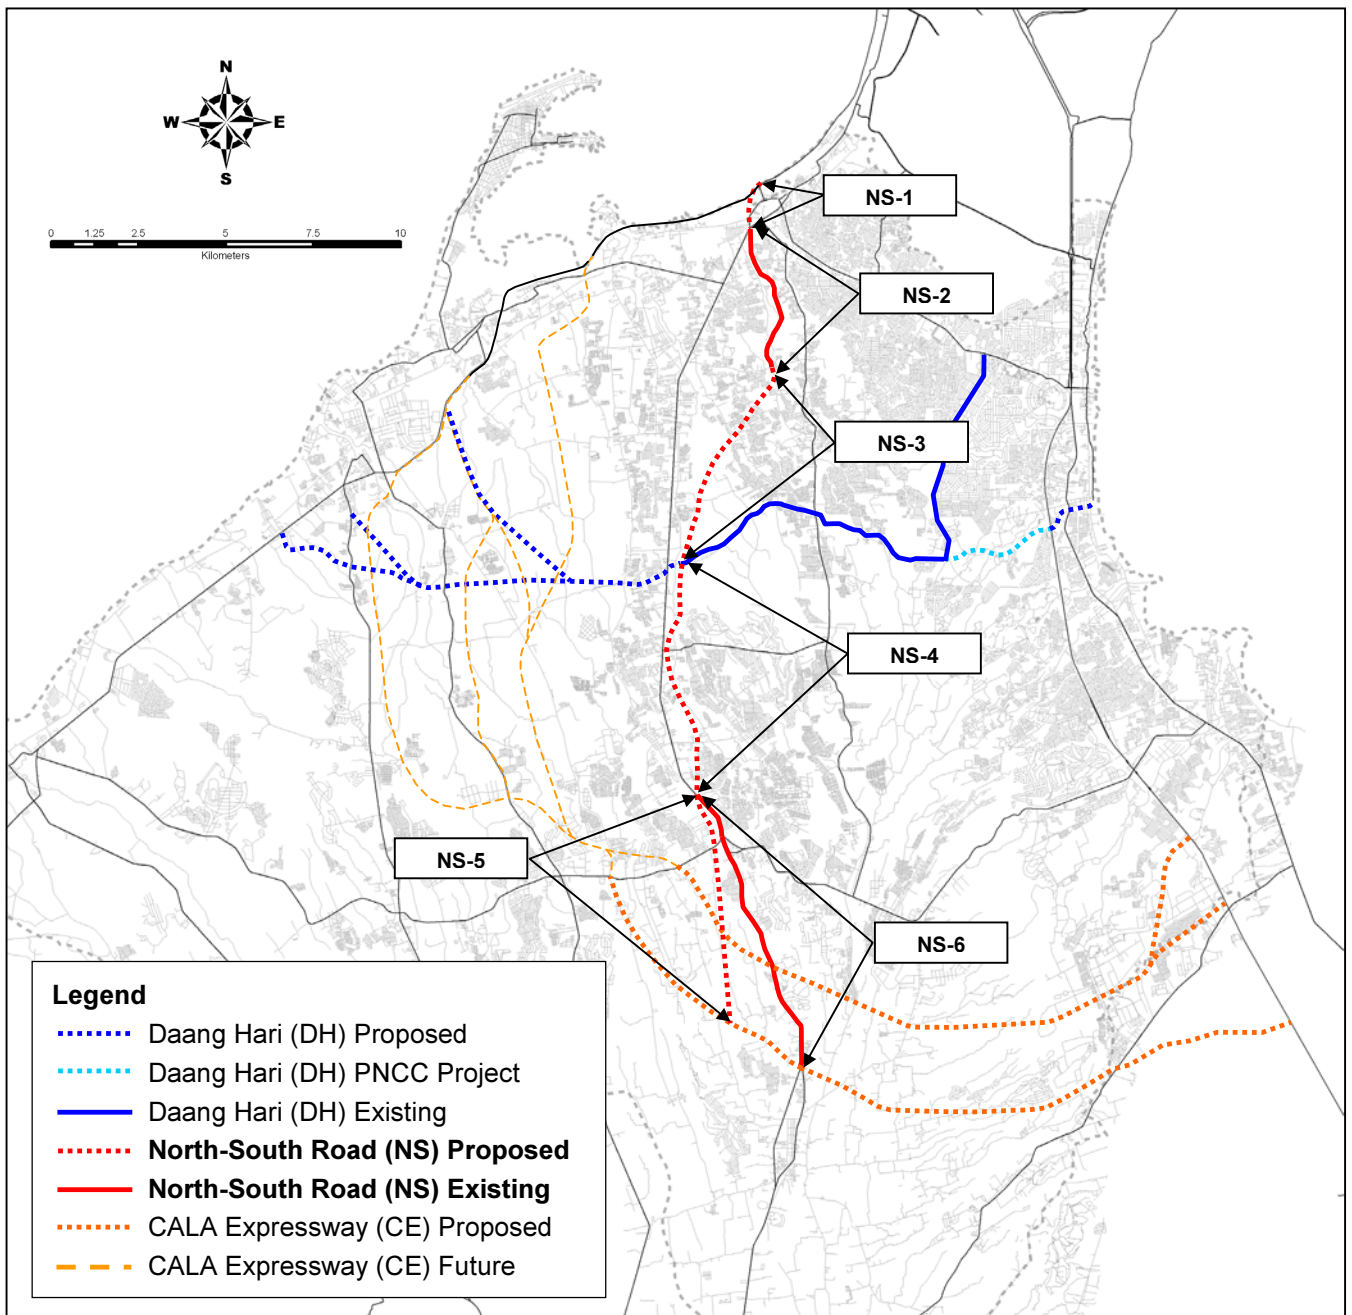 N
W E
S
0 1.25 2.5 5 7.5 10
Kilometers
NS-1
NS-2
NS-3
NS-4
NS-5
NS-6
Legend
Daang Hari (DH) Proposed
Daang Hari (DH) PNCC Project
Daang Hari (DH) Existing
North-South Road (NS) Proposed
North-South Road (NS) Existing
CALA Expressway (CE) Proposed
CALA Expressway (CE) Future